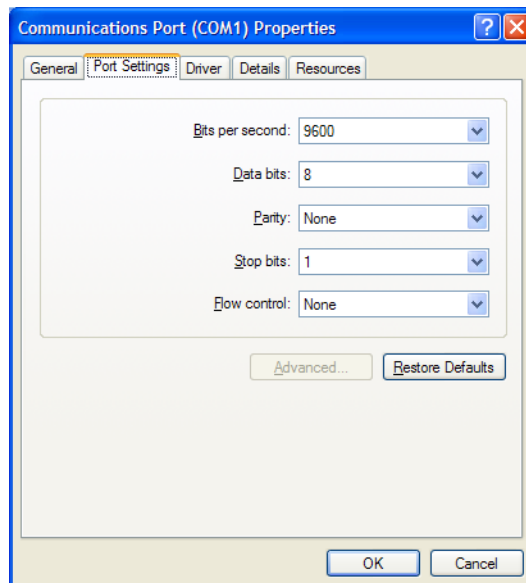 Communications Port (COM1) Properties
General Port Settings Driver Details Resources
Bits per second: 9600
Data bits: 8
Parity: None
Stop bits: 1
Flow control: None
Advanced... Restore Defaults
OK Cancel